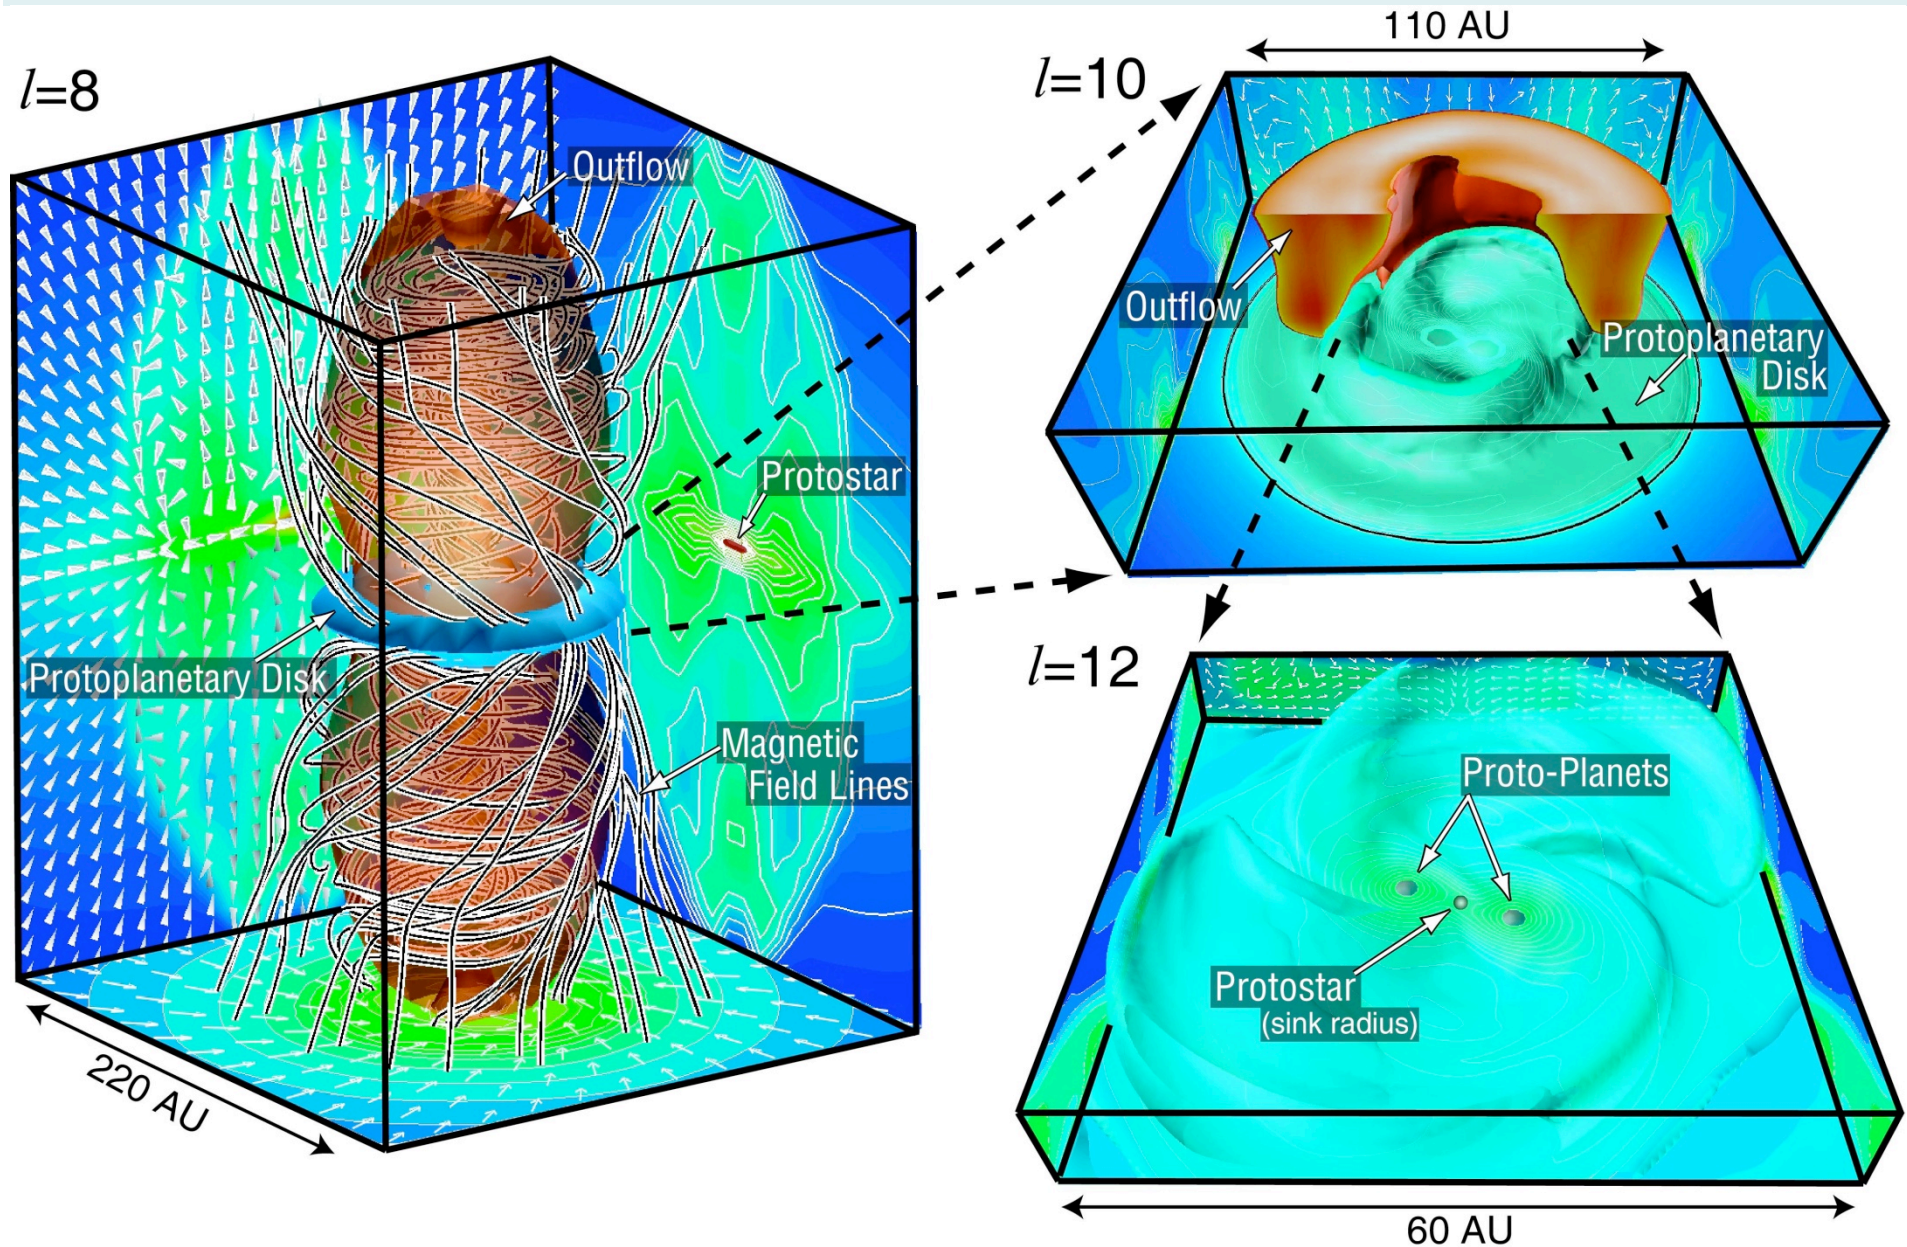 l=8
Outflow
Protostar
Protoplanetary Disk
Magnetic
Field Lines
220 AU
110 AU
l=10
Outflow
Protoplanetary
Disk
l=12
Proto-Planets
Protostar
(sink radius)
60 AU